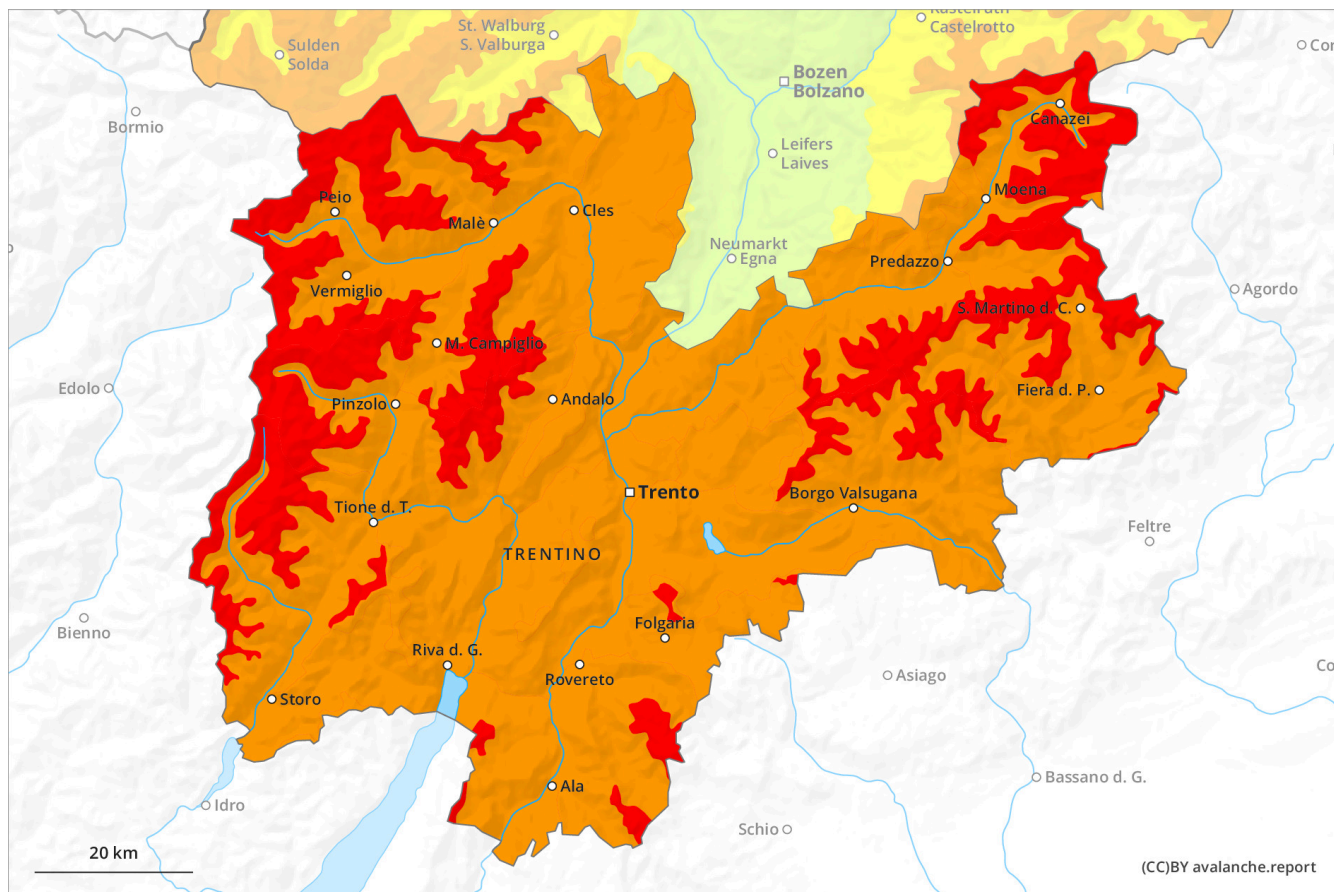 St. Walburg
S. Valburga
Kastelruth
Castelrotto
Sulden
Solda
Bozen
Bolzano
Bormio
Canazei
Leifers
Laives
Peio
Moena
Malè
Cles
Neumarkt
Egna
Predazzo
Vermiglio
Agordo
S. Martino d. C.
M. Campiglio
Edolo
Pinzolo
Andalo
Fiera d. P.
Trento
Borgo Valsugana
Tione d. T.
Feltre
TRENTINO
Bienno
Folgaria
Riva d. G.
Rovereto
Asiago
Storo
Ala
Bassano d. G.
Idro
Schio
20 km
(CC)BY avalanche.report